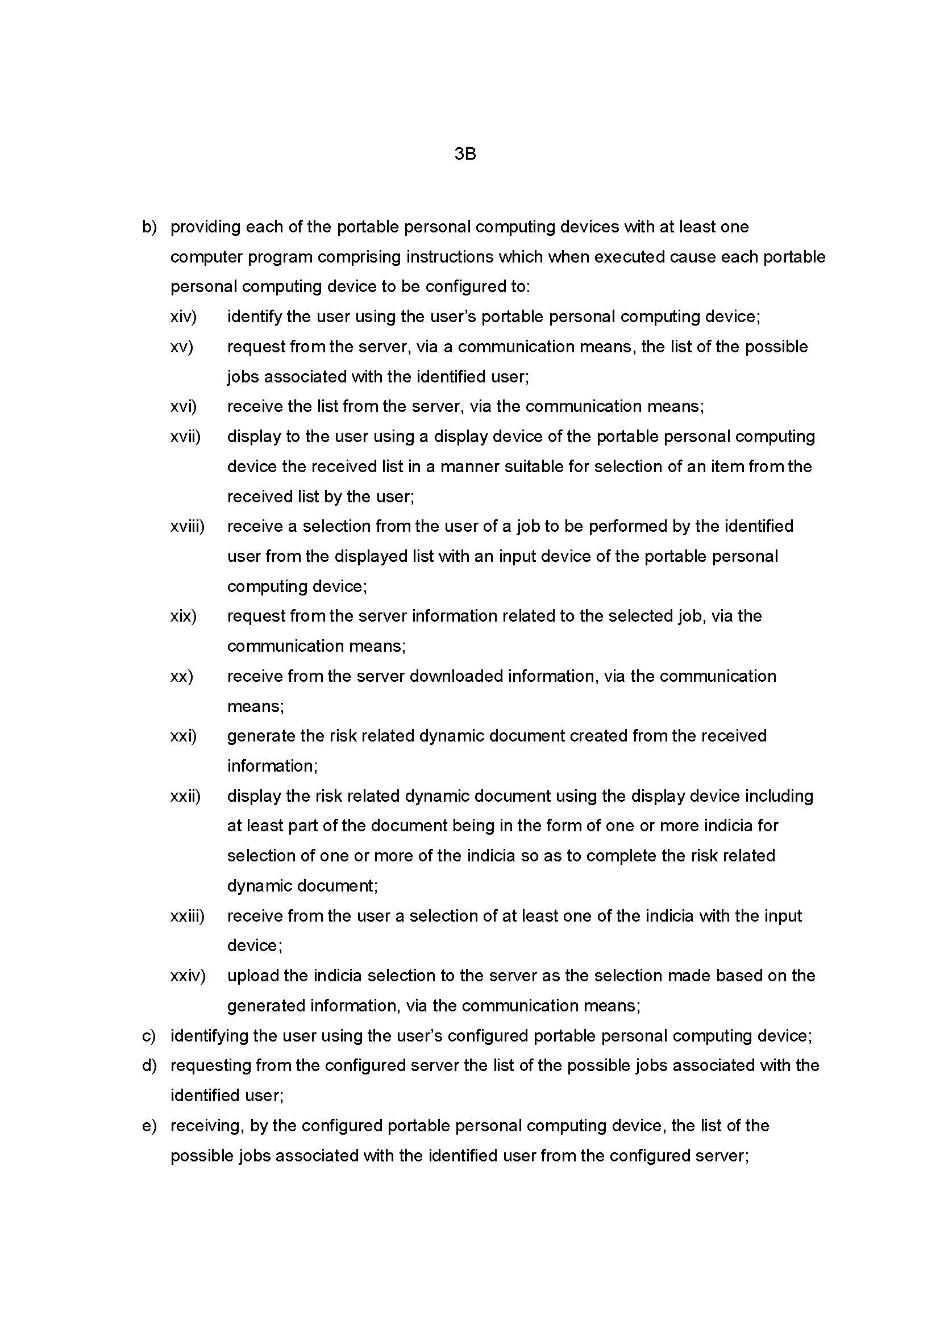 3B
b) providing each of the portable personal computing devices with at least one
computer program comprising instructions which when executed cause each portable
personal computing device to be configured to:
xiv) identify the user using the user’s portable personal computing device;
xv) request from the server, via a communication means, the list of the possible
jobs associated with the identified user;
xvi) receive the list from the server, via the communication means;
xvii) display to the user using a display device of the portable personal computing
device the received list in a manner suitable for selection of an item from the
received list by the user;
xviii) receive a selection from the user of a job to be performed by the identified
user from the displayed list with an input device of the portable personal
computing device;
xix) request from the server information related to the selected job, via the
communication means;
xx) receive from the server downloaded information, via the communication
means;
xxi) generate the risk related dynamic document created from the received
information;
xxii) display the risk related dynamic document using the display device including
at least part of the document being in the form of one or more indicia for
selection of one or more of the indicia so as to complete the risk related
dynamic document;
xxiii) receive from the user a selection of at least one of the indicia with the input
device;
xxiv) upload the indicia selection to the server as the selection made based on the
generated information, via the communication means;
c) identifying the user using the user’s configured portable personal computing device;
d) requesting from the configured server the list of the possible jobs associated with the
identified user;
e) receiving, by the configured portable personal computing device, the list of the
possible jobs associated with the identified user from the configured server;